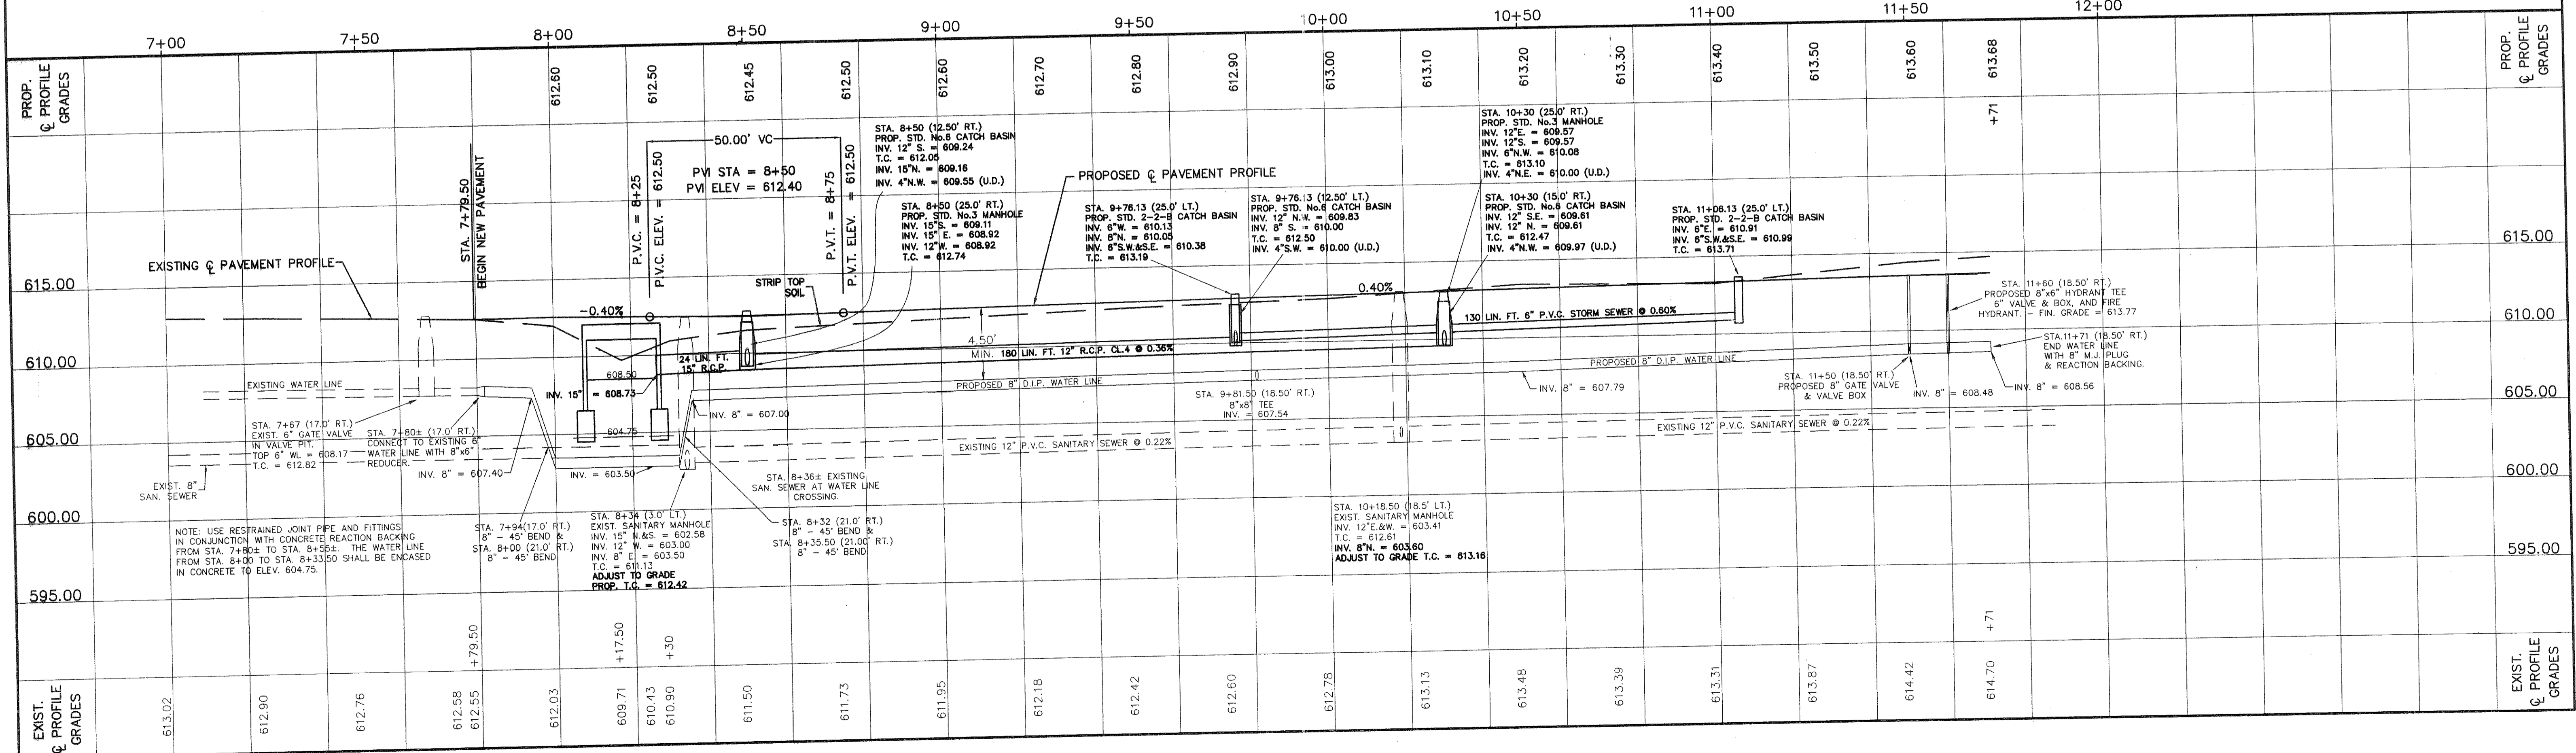 7+00
7+50
8+00
8+50
9+00
9+50
10+00
10+50
11+00
11+50
12+00
PROP.
℄ PROFILE
GRADES
612.60
612.50
612.45
612.50
612.60
612.70
612.80
612.90
613.00
613.10
613.20
613.30
613.40
613.50
613.60
613.68
+71
PROP.
℄ PROFILE
GRADES
STA. 7+79.50
BEGIN NEW PAVEMENT
50.00' VC
P.V.C. = 8+25
P.V.C. ELEV. = 612.50
PVI STA = 8+50
PVI ELEV = 612.40
P.V.T. = 8+75
P.V.T. ELEV. = 612.50
STA. 8+50 (12.50' RT.)
PROP. STD. No.6 CATCH BASIN
INV. 12" S. = 609.24
T.C. = 612.05
INV. 15"N. = 609.16
INV. 4"N.W. = 609.55 (U.D.)
STA. 8+50 (25.0' RT.)
PROP. STD. No.3 MANHOLE
INV. 15"S. = 609.11
INV. 15" E. = 608.92
INV. 12"W. = 608.92
T.C. = 612.74
PROPOSED ℄ PAVEMENT PROFILE
STA. 9+76.13 (25.0' LT.)
PROP. STD. 2-2-B CATCH BASIN
INV. 6"W. = 610.13
INV. 8"N. = 610.05
INV. 6"S.W.&S.E. = 610.38
T.C. = 613.19
STA. 9+76.13 (12.50' LT.)
PROP. STD. No.6 CATCH BASIN
INV. 12" N.W. = 609.83
INV. 8" S. = 610.00
T.C. = 612.50
INV. 4"S.W. = 610.00 (U.D.)
STA. 10+30 (25.0' RT.)
PROP. STD. No.3 MANHOLE
INV. 12"E. = 609.57
INV. 12"S. = 609.57
INV. 6"N.W. = 610.08
T.C. = 613.10
INV. 4"N.E. = 610.00 (U.D.)
STA. 10+30 (15.0' RT.)
PROP. STD. No.6 CATCH BASIN
INV. 12" S.E. = 609.61
INV. 12" N. = 609.61
T.C. = 612.47
INV. 4"N.W. = 609.97 (U.D.)
STA. 11+06.13 (25.0' LT.)
PROP. STD. 2-2-B CATCH BASIN
INV. 6"E. = 610.91
INV. 6"S.W.&S.E. = 610.99
T.C. = 613.71
EXISTING ℄ PAVEMENT PROFILE
STRIP TOP
SOIL
615.00
615.00
-0.40%
0.40%
STA. 11+60 (18.50' RT.)
PROPOSED 8"x6" HYDRANT TEE
6" VALVE & BOX, AND FIRE
HYDRANT. - FIN. GRADE = 613.77
130 LIN. FT. 6" P.V.C. STORM SEWER @ 0.60%
610.00
610.00
4.50'
MIN.
180 LIN. FT. 12" R.C.P. CL.4 @ 0.36%
24 LIN. FT.
15" R.C.P.
STA.11+71 (18.50' RT.)
END WATER LINE
WITH 8" M.J. PLUG
& REACTION BACKING.
PROPOSED 8" D.I.P. WATER LINE
PROPOSED 8" D.I.P. WATER LINE
608.50
EXISTING WATER LINE
INV. 15" = 608.73
INV. 8" = 607.00
STA. 9+81.50 (18.50' RT.)
8"x8" TEE
INV. = 607.54
INV. 8" = 607.79
STA. 11+50 (18.50' RT.)
PROPOSED 8" GATE VALVE
& VALVE BOX
INV. 8" = 608.48
INV. 8" = 608.56
605.00
605.00
604.75
STA. 7+67 (17.0' RT.)
EXIST. 6" GATE VALVE
IN VALVE PIT.
TOP 6" WL = 608.17
T.C. = 612.82
STA. 7+80± (17.0' RT.)
CONNECT TO EXISTING 6"
WATER LINE WITH 8"x6"
REDUCER.
INV. 8" = 607.40
INV. = 603.50
EXISTING 12" P.V.C. SANITARY SEWER @ 0.22%
EXISTING 12" P.V.C. SANITARY SEWER @ 0.22%
EXIST. 8"
SAN. SEWER
STA. 8+36± EXISTING
SAN. SEWER AT WATER LINE
CROSSING.
600.00
600.00
NOTE: USE RESTRAINED JOINT PIPE AND FITTINGS
IN CONJUNCTION WITH CONCRETE REACTION BACKING
FROM STA. 7+80± TO STA. 8+55±. THE WATER LINE
FROM STA. 8+00 TO STA. 8+33.50 SHALL BE ENCASED
IN CONCRETE TO ELEV. 604.75.
STA. 7+94(17.0' RT.)
8" - 45° BEND &
STA. 8+00 (21.0' RT.)
8" - 45° BEND
STA. 8+34 (3.0' LT.)
EXIST. SANITARY MANHOLE
INV. 15" N.&S. = 602.58
INV. 12" W. = 603.00
INV. 8" E. = 603.50
T.C. = 611.13
ADJUST TO GRADE
PROP. T.C. = 612.42
STA. 8+32 (21.0' RT.)
8" - 45° BEND &
STA. 8+35.50 (21.00' RT.)
8" - 45° BEND
STA. 10+18.50 (18.5' LT.)
EXIST. SANITARY MANHOLE
INV. 12"E.&W. = 603.41
T.C. = 612.61
INV. 8"N. = 603.60
ADJUST TO GRADE T.C. = 613.16
595.00
595.00
+79.50
+17.50
+30
+71
EXIST.
℄ PROFILE
GRADES
613.02
612.90
612.76
612.58
612.55
612.03
609.71
610.43
610.90
611.50
611.73
611.95
612.18
612.42
612.60
612.78
613.13
613.48
613.39
613.31
613.87
614.42
614.70
EXIST.
℄ PROFILE
GRADES